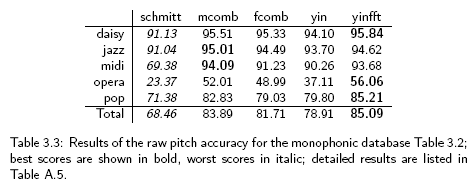 schmitt mcomb fcomb yin yinfft
daisy 91.13 95.51 95.33 94.10 95.84
jazz 91.04 95.01 94.49 93.70 94.62
midi 69.38 94.09 91.23 90.26 93.68
opera 23.37 52.01 48.99 37.11 56.06
pop 71.38 82.83 79.03 79.80 85.21
Total 68.46 83.89 81.71 78.91 85.09
Table 3.3: Results of the raw pitch accuracy for the monophonic database Table 3.2;
best scores are shown in bold, worst scores in italic; detailed results are listed in
Table A.5.